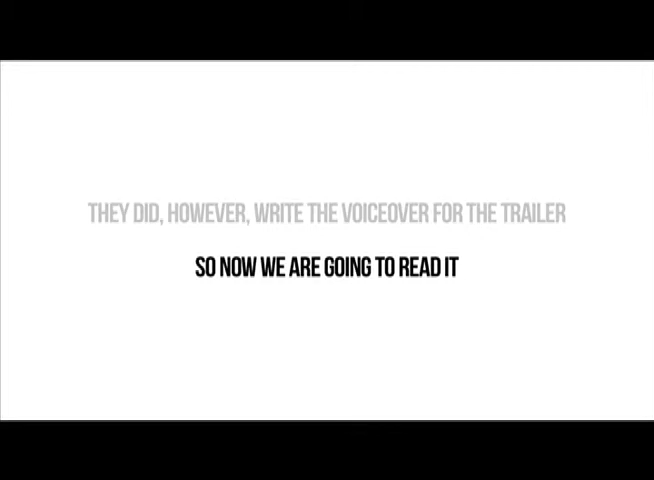 THEY DID, HOWEVER, WRITE THE VOICEOVER FOR THE TRAILER
SO NOW WE ARE GOING TO READ IT